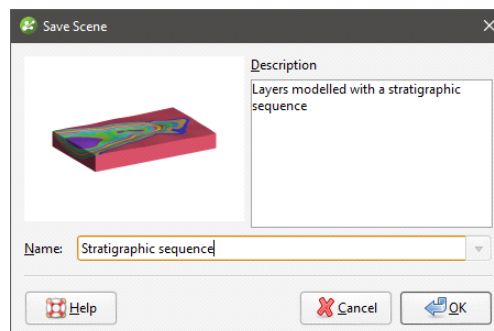 Save Scene
Description
Layers modelled with a stratigraphic
sequence
Name: Stratigraphic sequence
Help
Cancel
OK